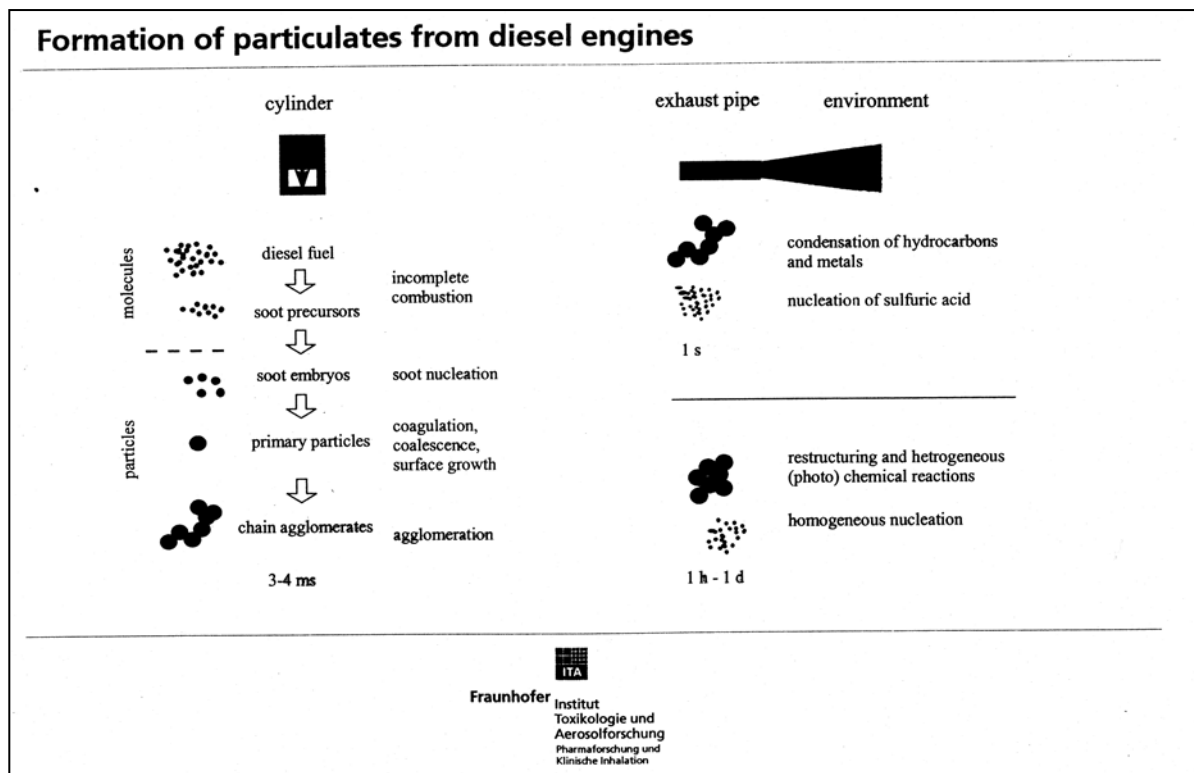 Formation of particulates from diesel engines
cylinder
molecules
diesel fuel
incomplete
combustion
soot precursors
particles
soot embryos
soot nucleation
primary particles
coagulation,
coalescence,
surface growth
chain agglomerates
agglomeration
3-4 ms
exhaust pipe
environment
condensation of hydrocarbons
and metals
nucleation of sulfuric acid
1 s
restructuring and hetrogeneous
(photo) chemical reactions
homogeneous nucleation
1 h - 1 d
ITA
Fraunhofer
Institut
Toxikologie und
Aerosolforschung
Pharmaforschung und
Klinische Inhalation